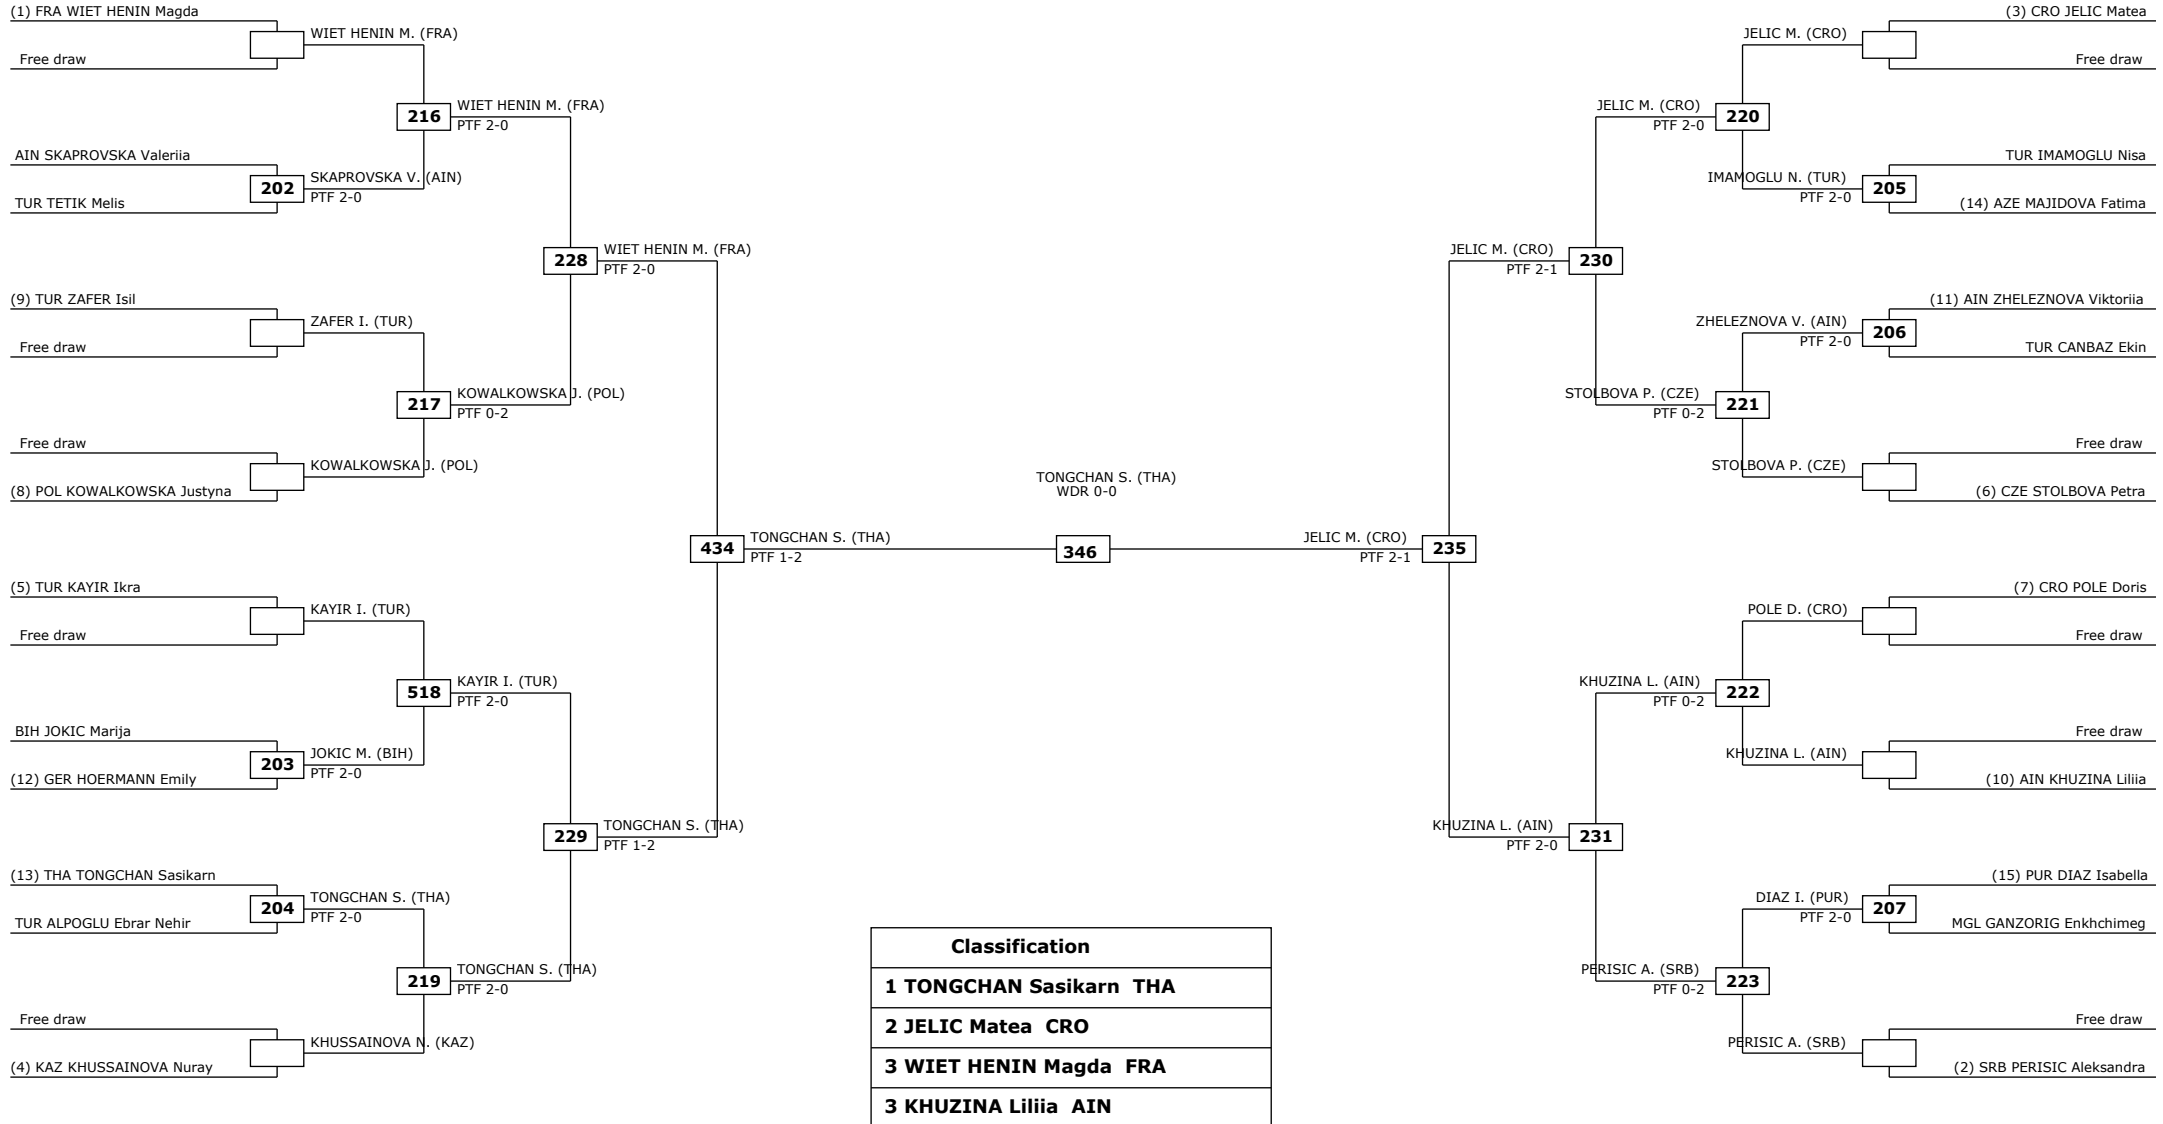 (1) FRA WIET HENIN Magda
WIET HENIN M. (FRA)
Free draw
216
WIET HENIN M. (FRA)
PTF 2-0
AIN SKAPROVSKA Valeriia
202
SKAPROVSKA V. (AIN)
PTF 2-0
TUR TETIK Melis
228
WIET HENIN M. (FRA)
PTF 2-0
(9) TUR ZAFER Isil
ZAFER I. (TUR)
Free draw
217
KOWALKOWSKA J. (POL)
PTF 0-2
Free draw
KOWALKOWSKA J. (POL)
(8) POL KOWALKOWSKA Justyna
434
TONGCHAN S. (THA)
PTF 1-2
(5) TUR KAYIR Ikra
KAYIR I. (TUR)
Free draw
518
KAYIR I. (TUR)
PTF 2-0
BIH JOKIC Marija
203
JOKIC M. (BIH)
PTF 2-0
(12) GER HOERMANN Emily
229
TONGCHAN S. (THA)
PTF 1-2
(13) THA TONGCHAN Sasikarn
204
TONGCHAN S. (THA)
PTF 2-0
TUR ALPOGLU Ebrar Nehir
219
TONGCHAN S. (THA)
PTF 2-0
Free draw
KHUSSAINOVA N. (KAZ)
(4) KAZ KHUSSAINOVA Nuray
TONGCHAN S. (THA)
WDR 0-0
346
(3) CRO JELIC Matea
JELIC M. (CRO)
Free draw
JELIC M. (CRO)
PTF 2-0
220
TUR IMAMOGLU Nisa
IMAMOGLU N. (TUR)
PTF 2-0
205
(14) AZE MAJIDOVA Fatima
JELIC M. (CRO)
PTF 2-1
230
(11) AIN ZHELEZNOVA Viktoriia
ZHELEZNOVA V. (AIN)
PTF 2-0
206
TUR CANBAZ Ekin
STOLBOVA P. (CZE)
PTF 0-2
221
Free draw
STOLBOVA P. (CZE)
(6) CZE STOLBOVA Petra
JELIC M. (CRO)
PTF 2-1
235
(7) CRO POLE Doris
POLE D. (CRO)
Free draw
KHUZINA L. (AIN)
PTF 0-2
222
Free draw
KHUZINA L. (AIN)
(10) AIN KHUZINA Liliia
KHUZINA L. (AIN)
PTF 2-0
231
(15) PUR DIAZ Isabella
DIAZ I. (PUR)
PTF 2-0
207
MGL GANZORIG Enkhchimeg
PERISIC A. (SRB)
PTF 0-2
223
Free draw
PERISIC A. (SRB)
(2) SRB PERISIC Aleksandra
Classification
1 TONGCHAN Sasikarn THA
2 JELIC Matea CRO
3 WIET HENIN Magda FRA
3 KHUZINA Liliia AIN